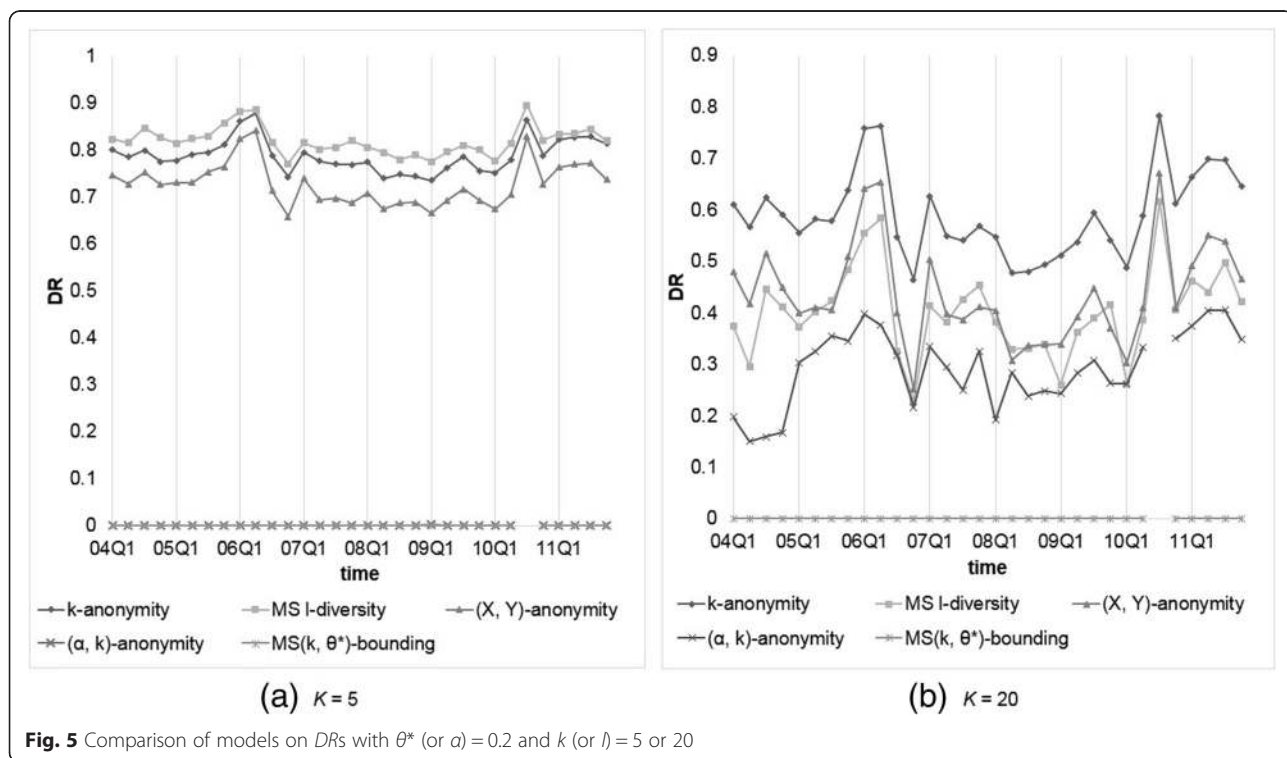 1
0.9
0.8
0.7
0.6
0.5
0.4
0.3
0.2
0.1
0
DR
04Q1 05Q1 06Q1 07Q1 08Q1 09Q1 10Q1 11Q1
time
k-anonymity MS l-diversity (X, Y)-anonymity
(α, k)-anonymity MS(k, θ*)-bounding
(a) K = 5
0.9
0.8
0.7
0.6
0.5
0.4
0.3
0.2
0.1
0
DR
04Q1 05Q1 06Q1 07Q1 08Q1 09Q1 10Q1 11Q1
time
k-anonymity MS l-diversity (X, Y)-anonymity
(α, k)-anonymity MS(k, θ*)-bounding
(b) K = 20
Fig. 5 Comparison of models on DRs with θ* (or α) = 0.2 and k (or l) = 5 or 20